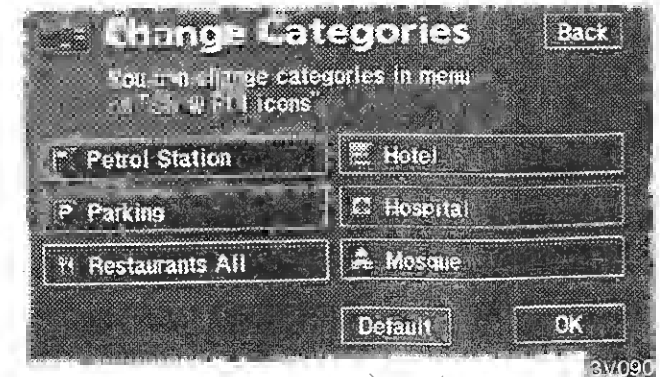 Change Categories
Back
You can change categories in menu
icons"
Petrol Station
Hotel
P Parking
Hospital
Restaurants All
Mosque
Default
OK
3V090